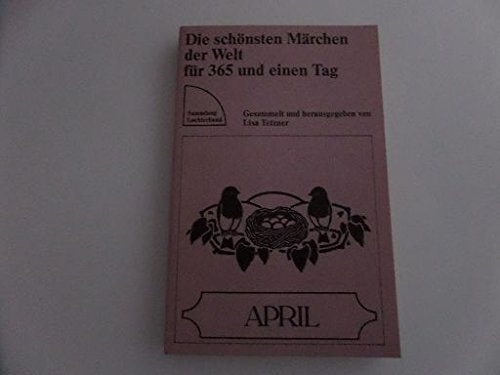 Die schönsten Märchen
der Welt
für 365 und einen Tag
Sammlung
Luchterhand
Gesammelt und herausgegeben von
Lisa Tetzner
APRIL